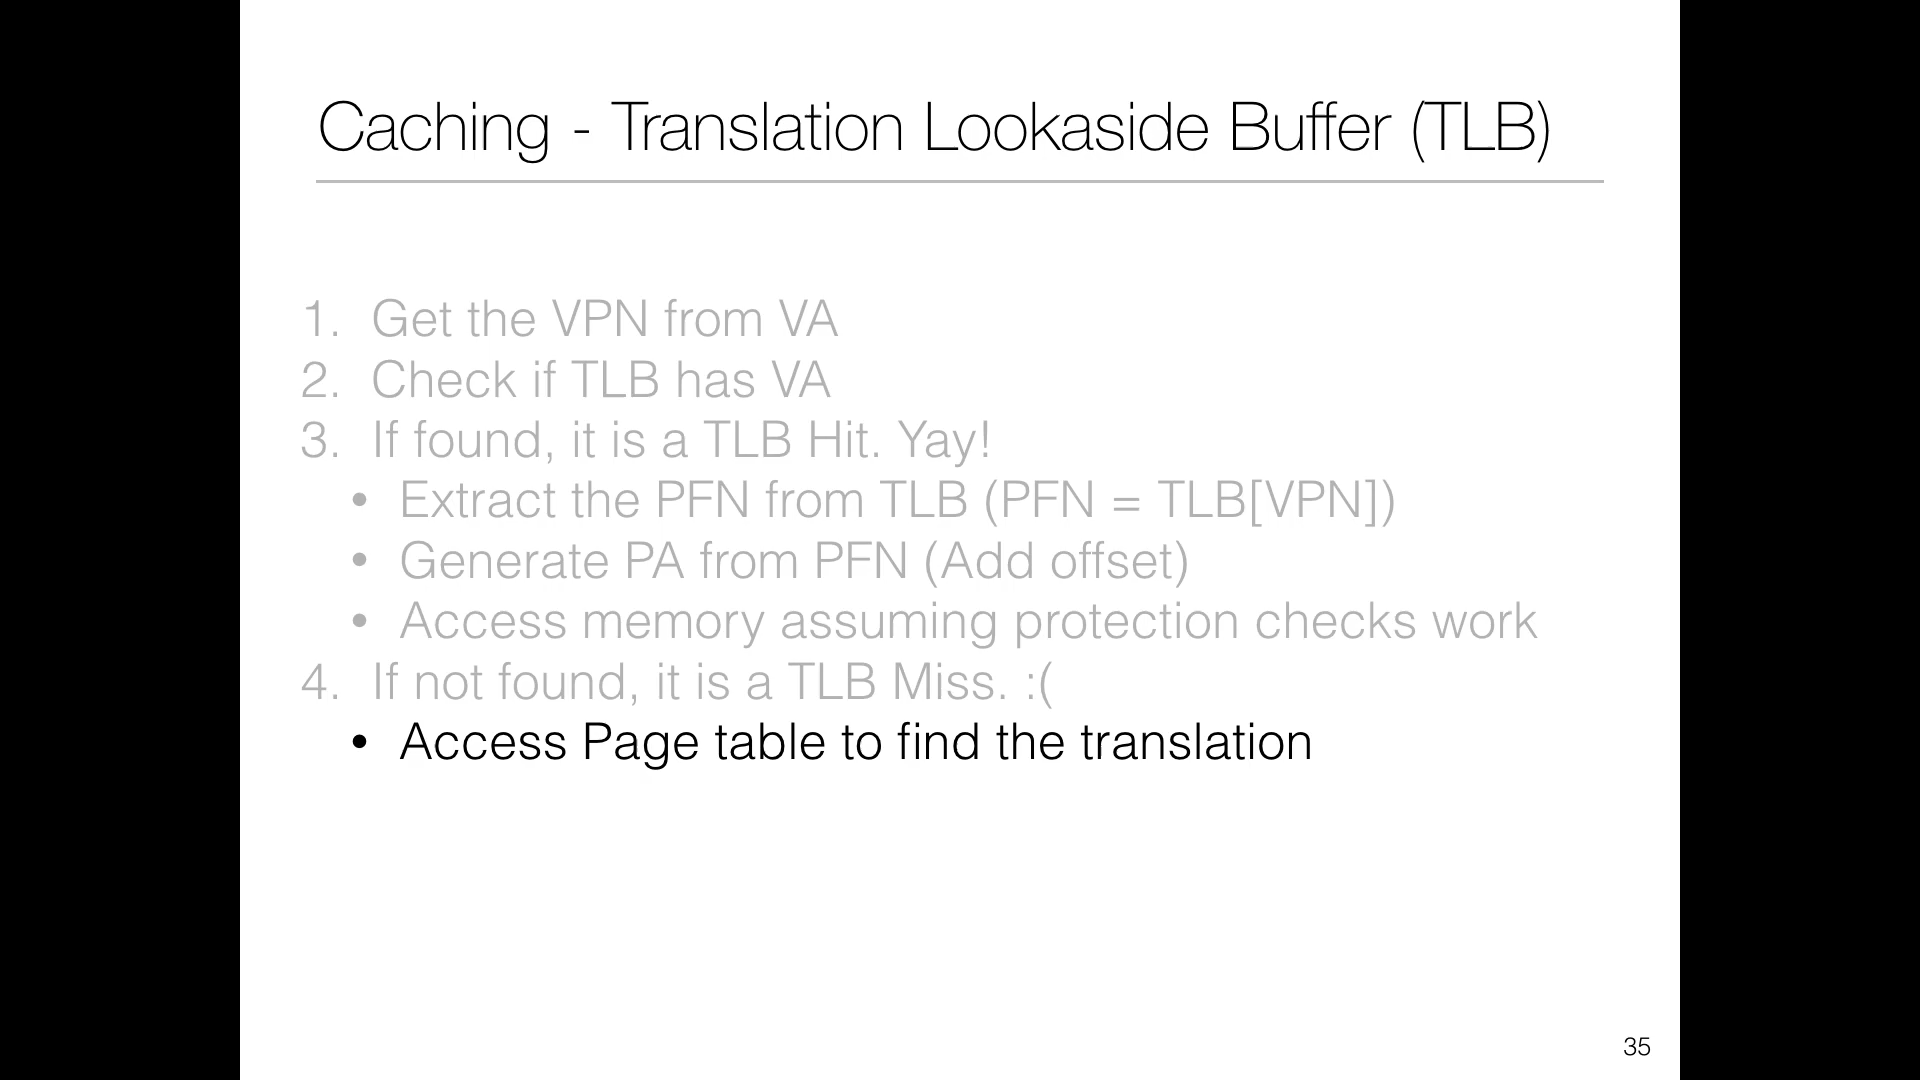 Caching - Translation Lookaside Buffer (TLB)
1. Get the VPN from VA
2. Check if TLB has VA
3. If found, it is a TLB Hit. Yay!
• Extract the PFN from TLB (PFN = TLB[VPN])
• Generate PA from PFN (Add offset)
• Access memory assuming protection checks work
4. If not found, it is a TLB Miss. :(
• Access Page table to find the translation
35